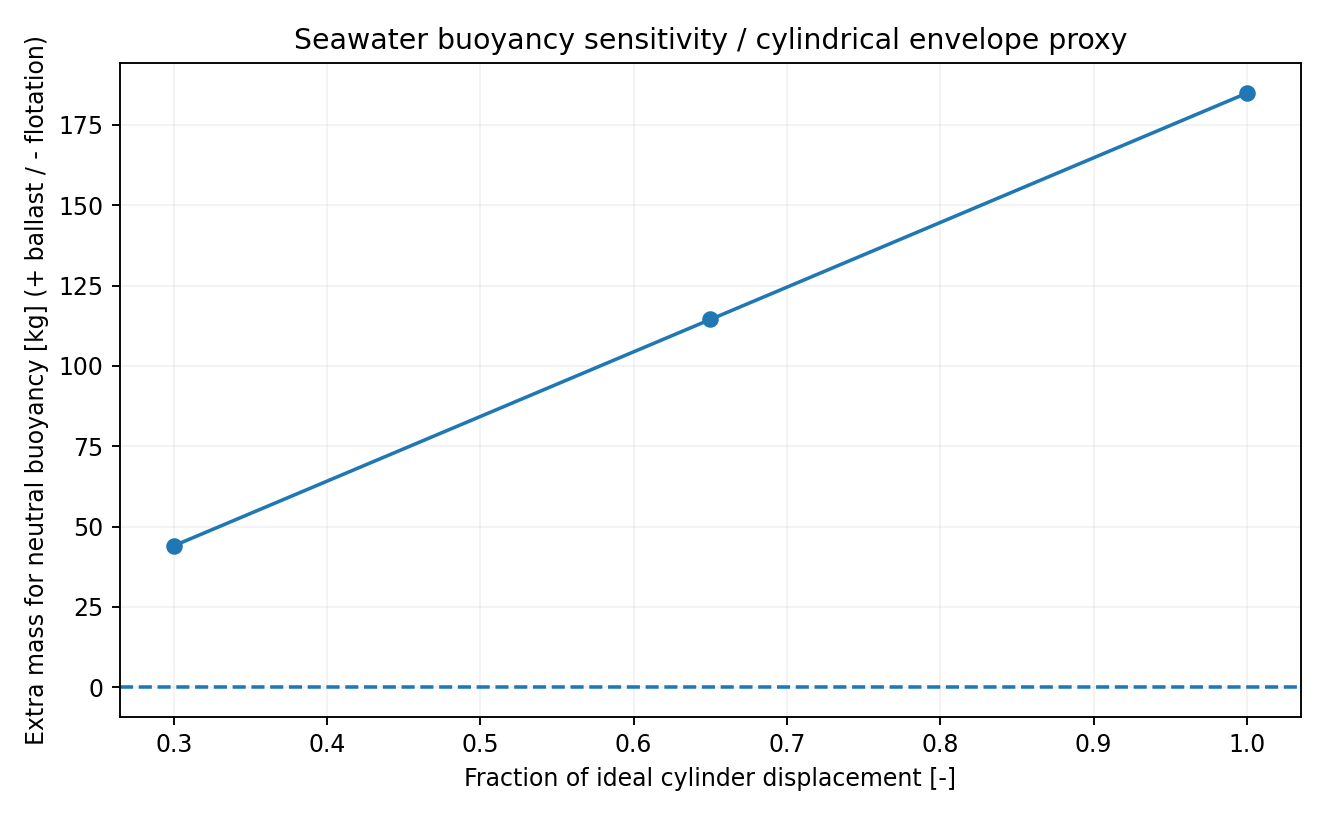 Seawater buoyancy sensitivity / cylindrical envelope proxy
Extra mass for neutral buoyancy [kg] (+ ballast / - flotation)
175
150
125
100
75
50
25
0
0.3 0.4 0.5 0.6 0.7 0.8 0.9 1.0
Fraction of ideal cylinder displacement [-]